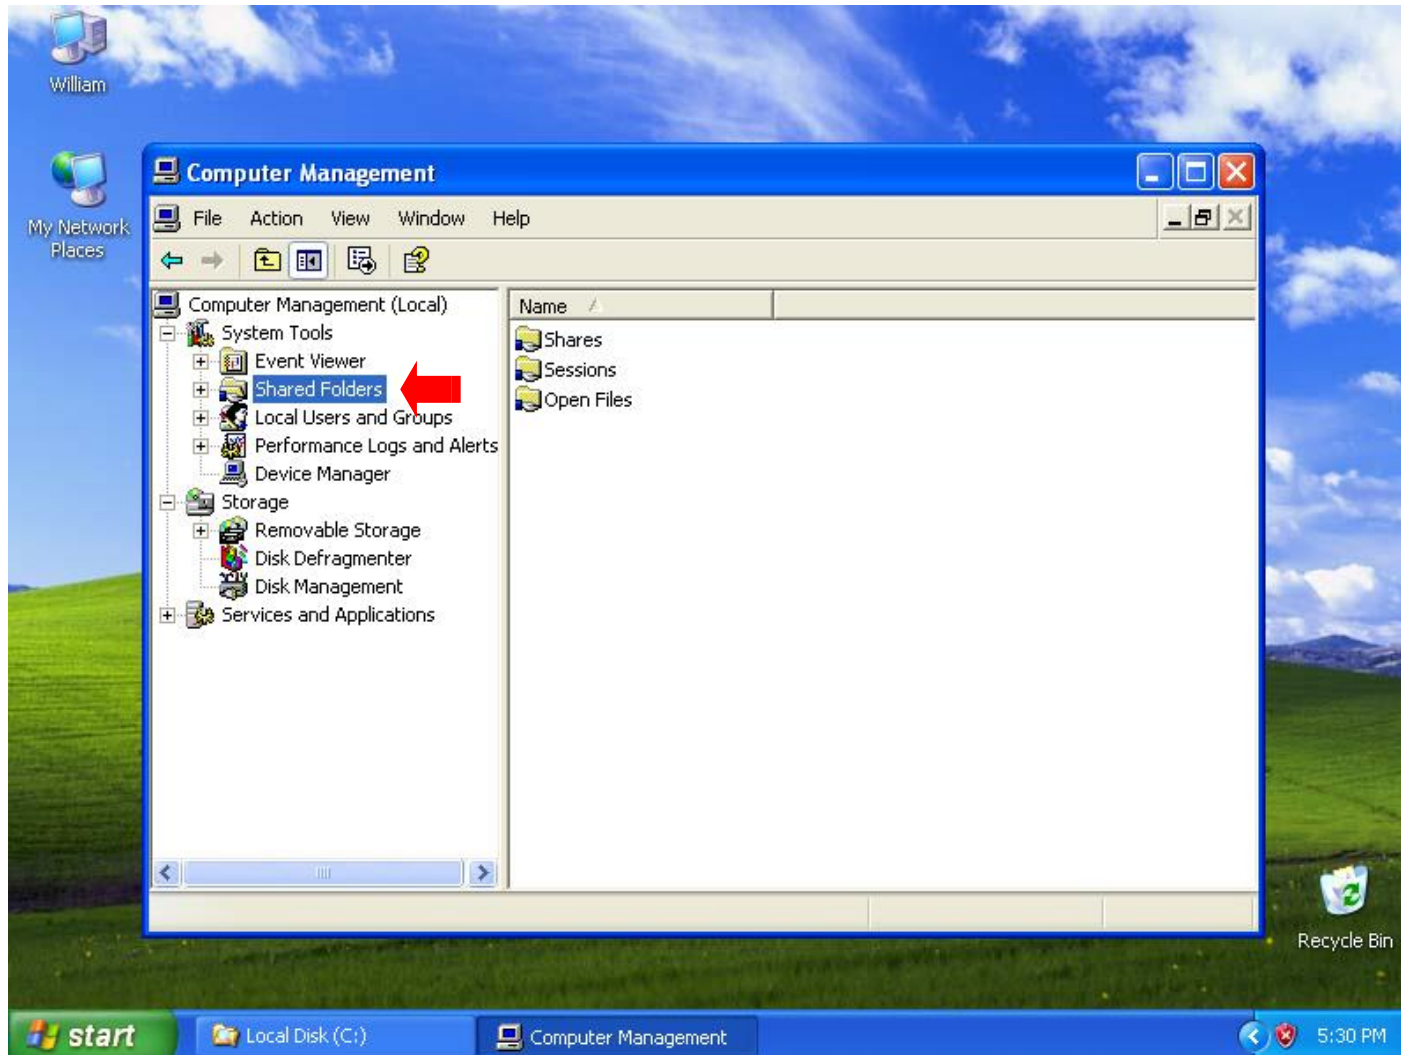 William
My Network
Places
Computer Management
File Action View Window Help
Computer Management (Local)
System Tools
Event Viewer
Shared Folders
Local Users and Groups
Performance Logs and Alerts
Device Manager
Storage
Removable Storage
Disk Defragmenter
Disk Management
Services and Applications
Name
Shares
Sessions
Open Files
Recycle Bin
start
Local Disk (C:)
Computer Management
5:30 PM